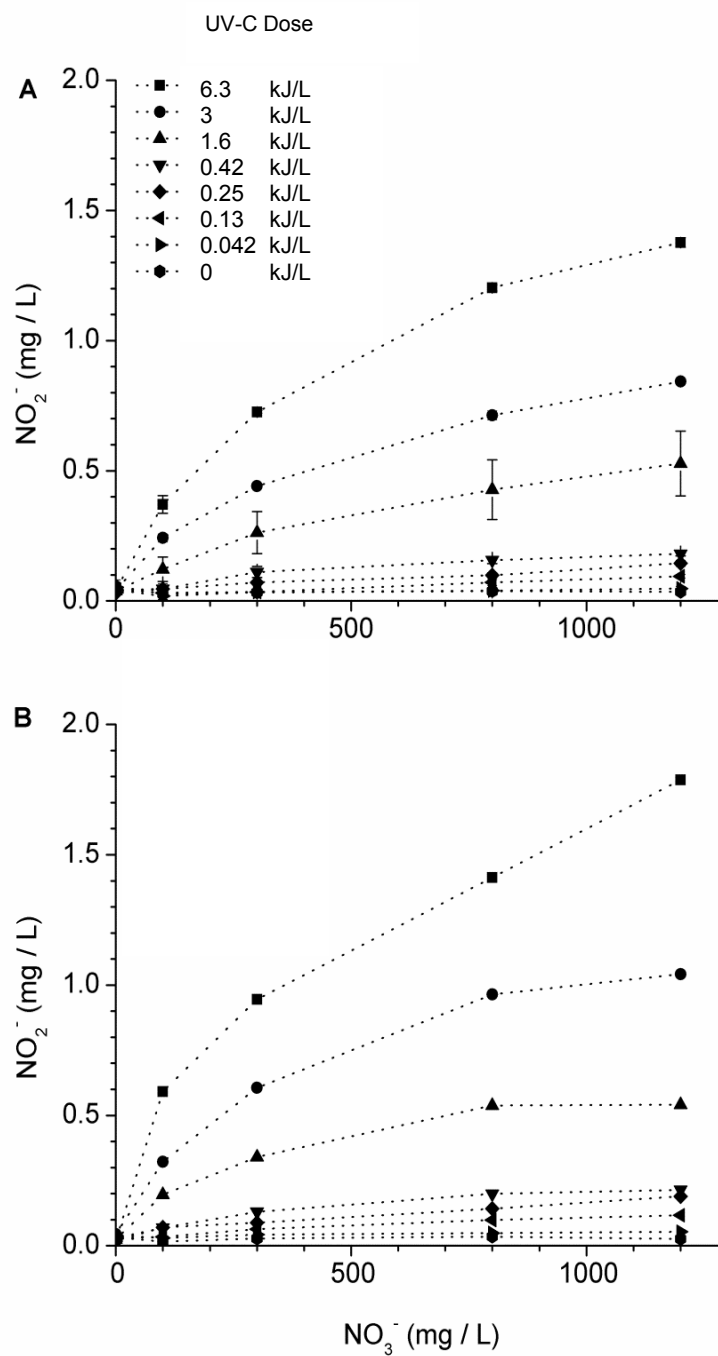 UV-C Dose
A
2.0
6.3 kJ/L
3 kJ/L
1.6 kJ/L
0.42 kJ/L
0.25 kJ/L
0.13 kJ/L
0.042 kJ/L
0 kJ/L
1.5
1.0
0.5
0.0
NO₂⁻ (mg / L)
0 500 1000
B
2.0
1.5
1.0
0.5
0.0
NO₂⁻ (mg / L)
0 500 1000
NO₃⁻ (mg / L)